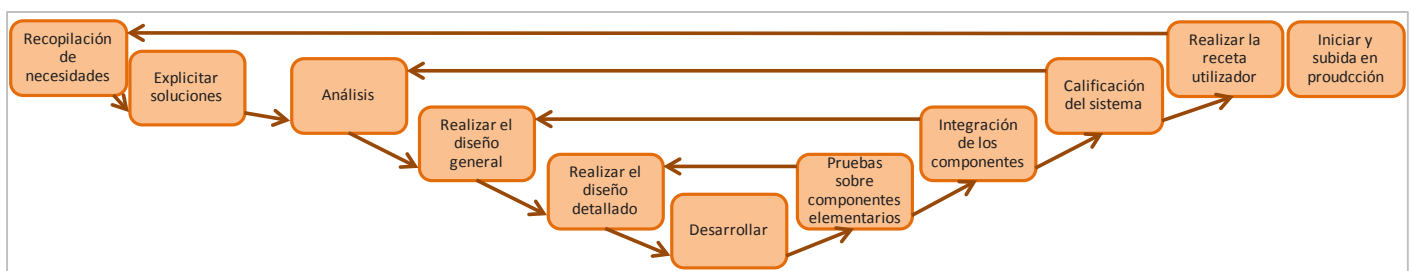 Recopilación
de
necesidades
Explicitar
soluciones
Análisis
Realizar el
diseño
general
Realizar el
diseño
detallado
Desarrollar
Pruebas
sobre
componentes
elementarios
Integración
de los
componentes
Calificación
del sistema
Realizar la
receta
utilizador
Iniciar y
subida en
proudcción